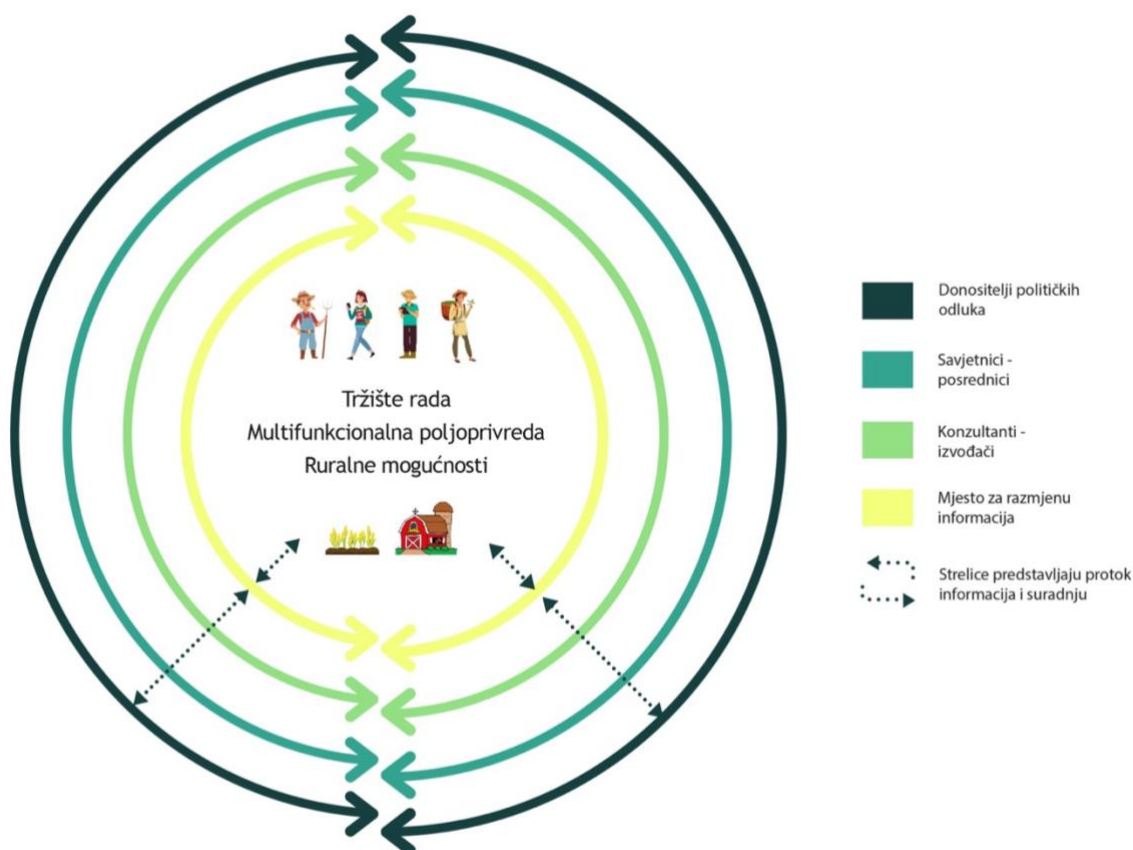 Tržište rada
Multifunkcionalna poljoprivreda
Ruralne mogućnosti
Donositelji političkih
odluka
Savjetnici -
posrednici
Konzultanti -
izvođači
Mjesto za razmjenu
informacija
Strelice predstavljaju protok
informacija i suradnju